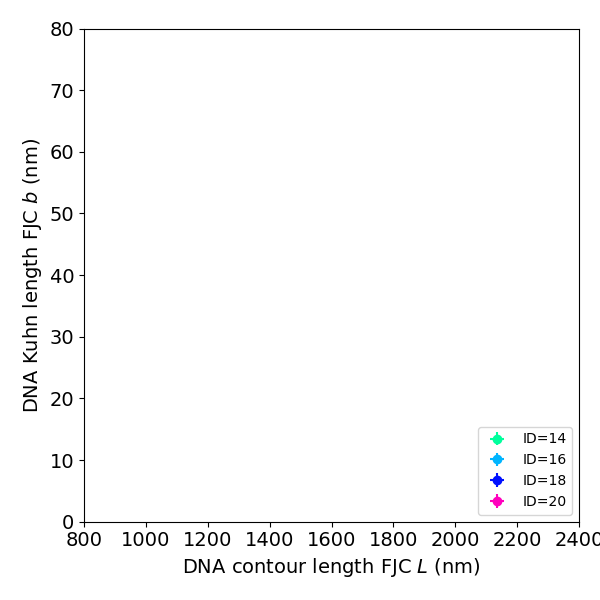 80
70
60
50
40
30
20
10
0
DNA Kuhn length FJC b (nm)
ID=14
ID=16
ID=18
ID=20
800 1000 1200 1400 1600 1800 2000 2200 2400
DNA contour length FJC L (nm)